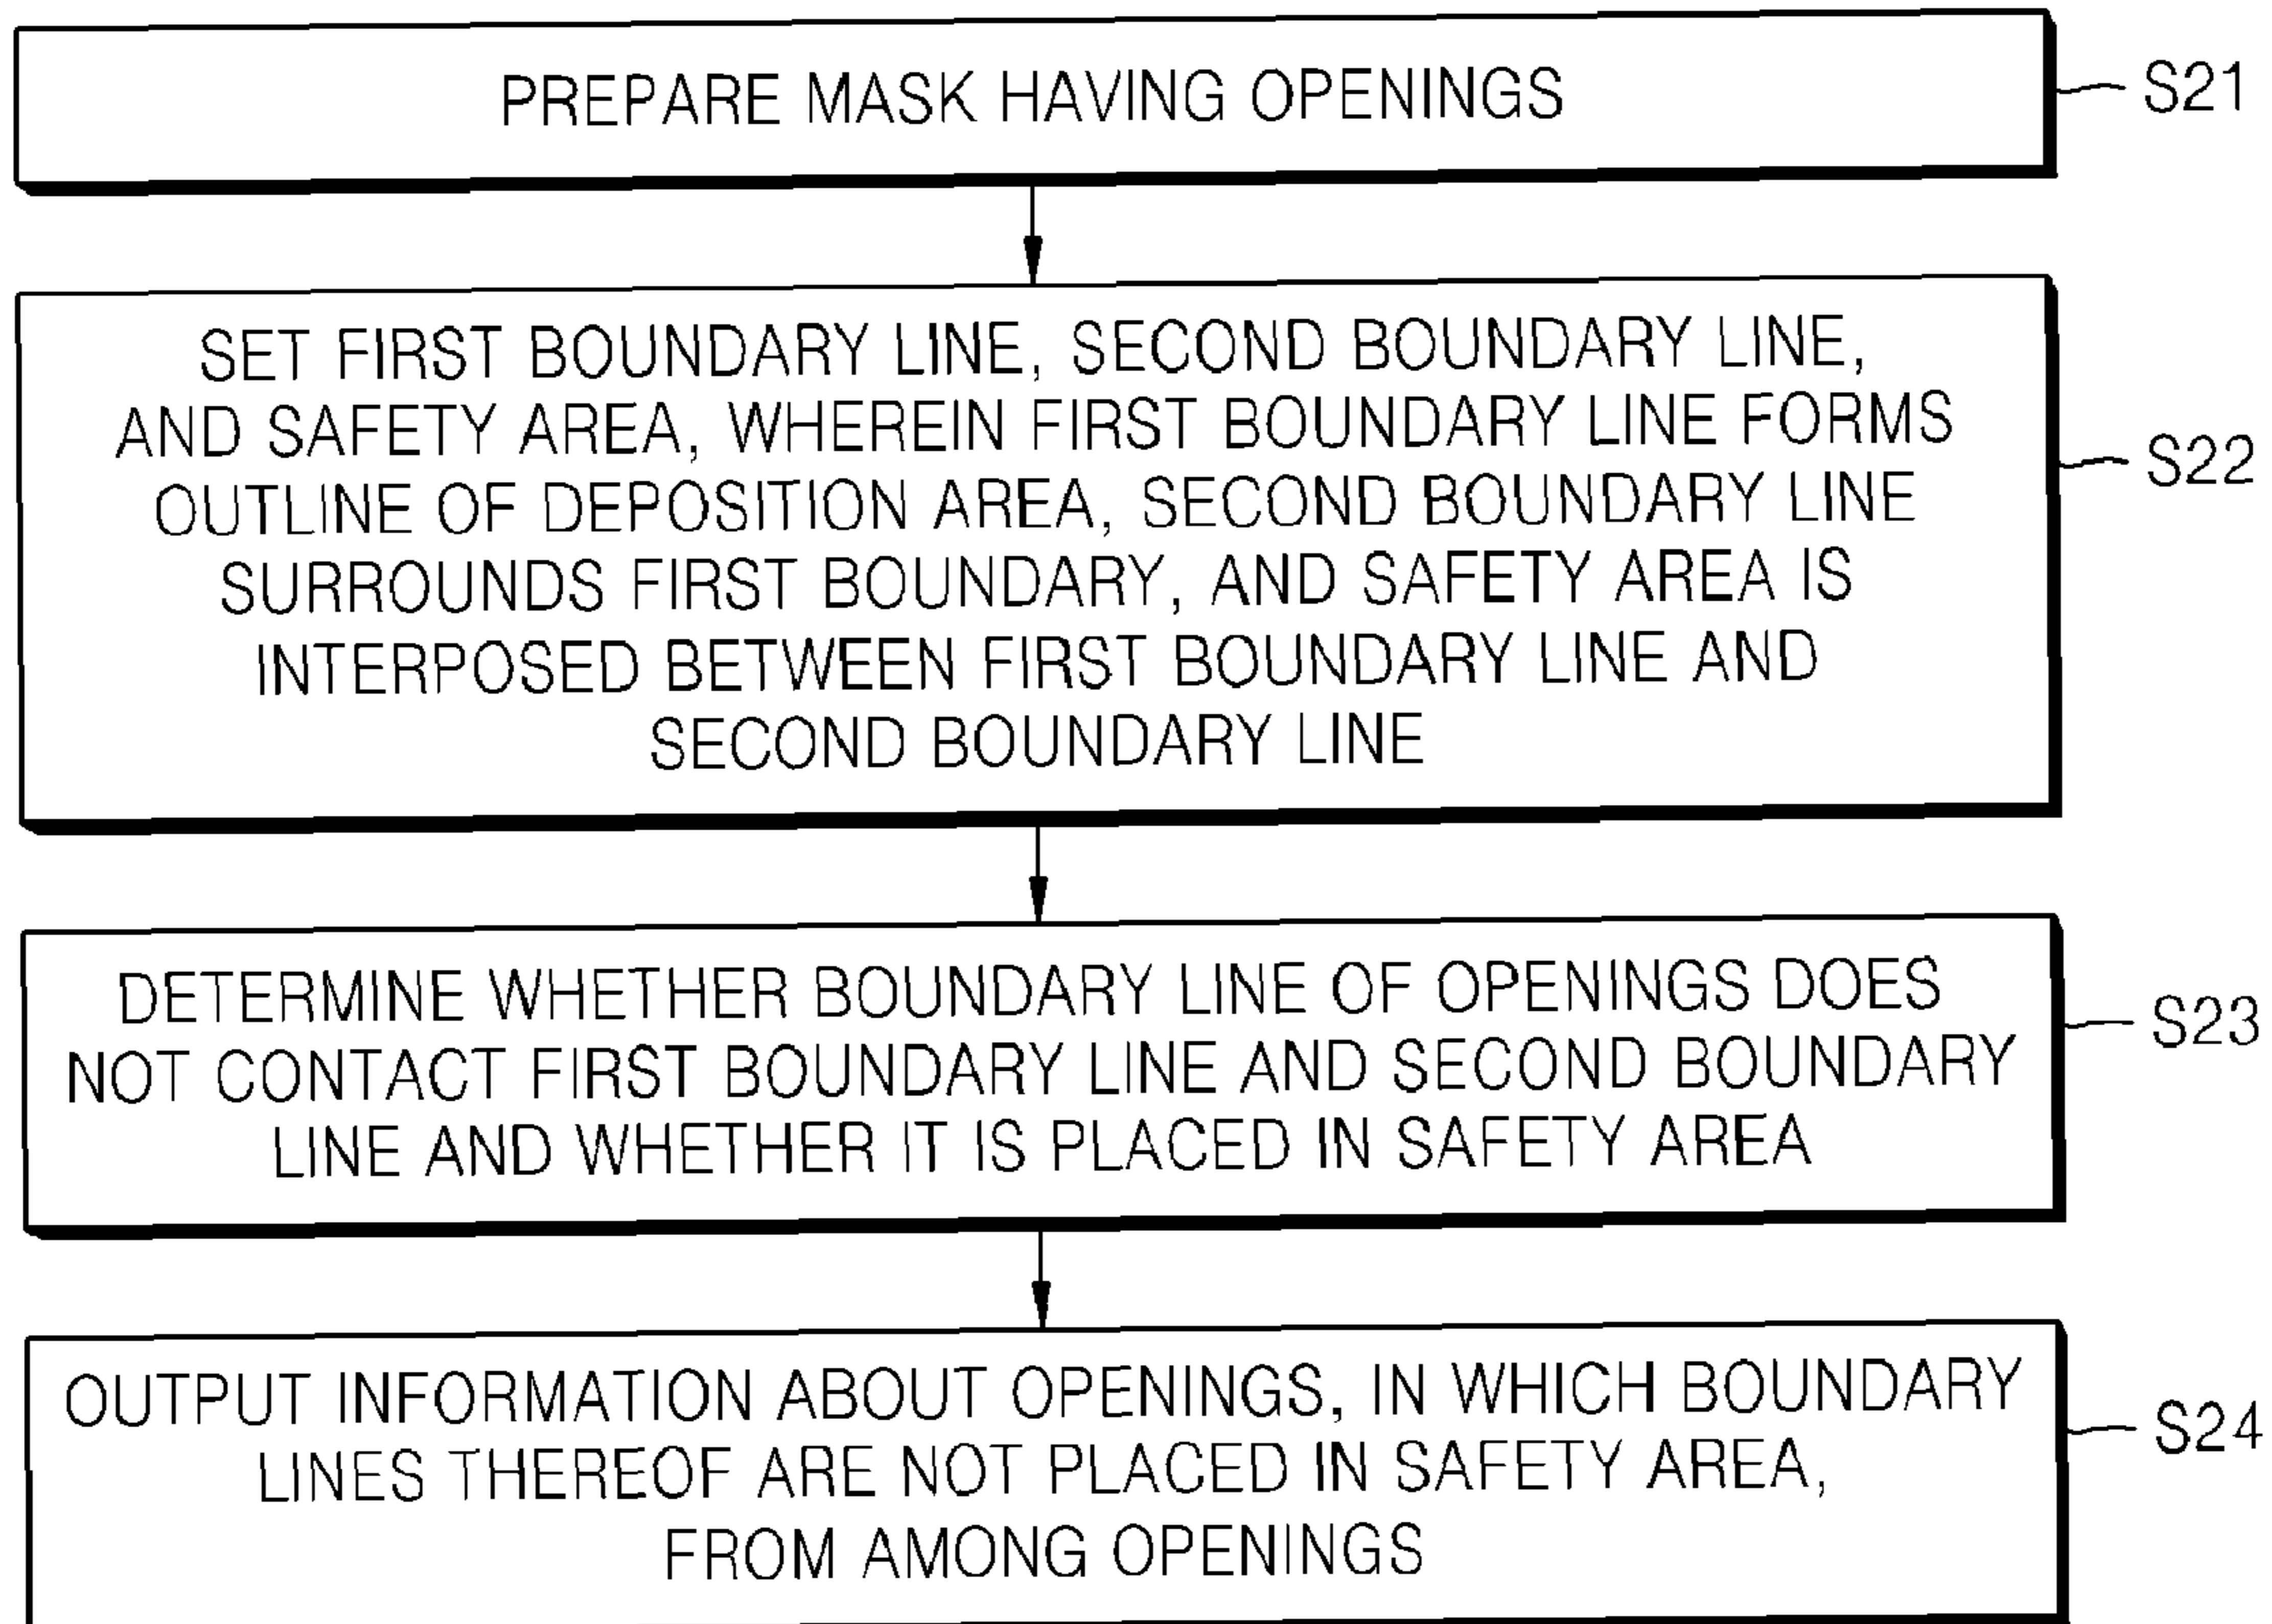 PREPARE MASK HAVING OPENINGS
S21
SET FIRST BOUNDARY LINE, SECOND BOUNDARY LINE,
AND SAFETY AREA, WHEREIN FIRST BOUNDARY LINE FORMS
OUTLINE OF DEPOSITION AREA, SECOND BOUNDARY LINE
SURROUNDS FIRST BOUNDARY, AND SAFETY AREA IS
INTERPOSED BETWEEN FIRST BOUNDARY LINE AND
SECOND BOUNDARY LINE
S22
DETERMINE WHETHER BOUNDARY LINE OF OPENINGS DOES
NOT CONTACT FIRST BOUNDARY LINE AND SECOND BOUNDARY
LINE AND WHETHER IT IS PLACED IN SAFETY AREA
S23
OUTPUT INFORMATION ABOUT OPENINGS, IN WHICH BOUNDARY
LINES THEREOF ARE NOT PLACED IN SAFETY AREA,
FROM AMONG OPENINGS
S24